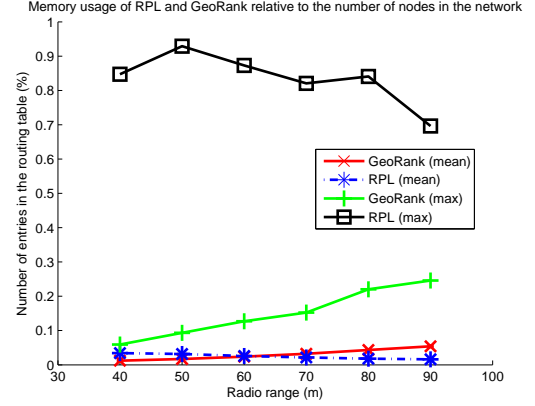 Memory usage of RPL and GeoRank relative to the number of nodes in the network
Number of entries in the routing table (%)
1
0.9
0.8
0.7
0.6
0.5
0.4
0.3
0.2
0.1
0
30
40
50
60
70
80
90
100
Radio range (m)
GeoRank (mean)
RPL (mean)
GeoRank (max)
RPL (max)